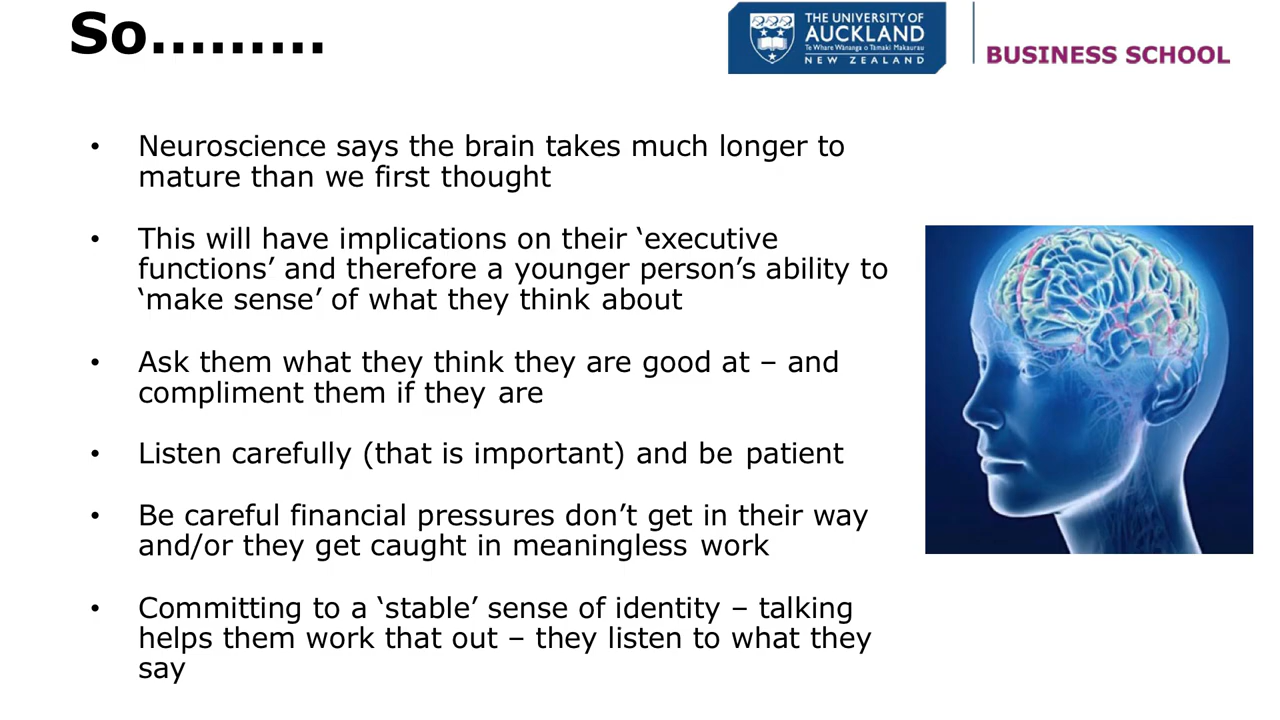 So.........
THE UNIVERSITY OF
AUCKLAND
Te Whare Wānanga o Tāmaki Makaurau
NEW ZEALAND
BUSINESS SCHOOL
• Neuroscience says the brain takes much longer to
mature than we first thought
• This will have implications on their ‘executive
functions’ and therefore a younger person’s ability to
‘make sense’ of what they think about
• Ask them what they think they are good at – and
compliment them if they are
• Listen carefully (that is important) and be patient
• Be careful financial pressures don’t get in their way
and/or they get caught in meaningless work
• Committing to a ‘stable’ sense of identity – talking
helps them work that out – they listen to what they
say